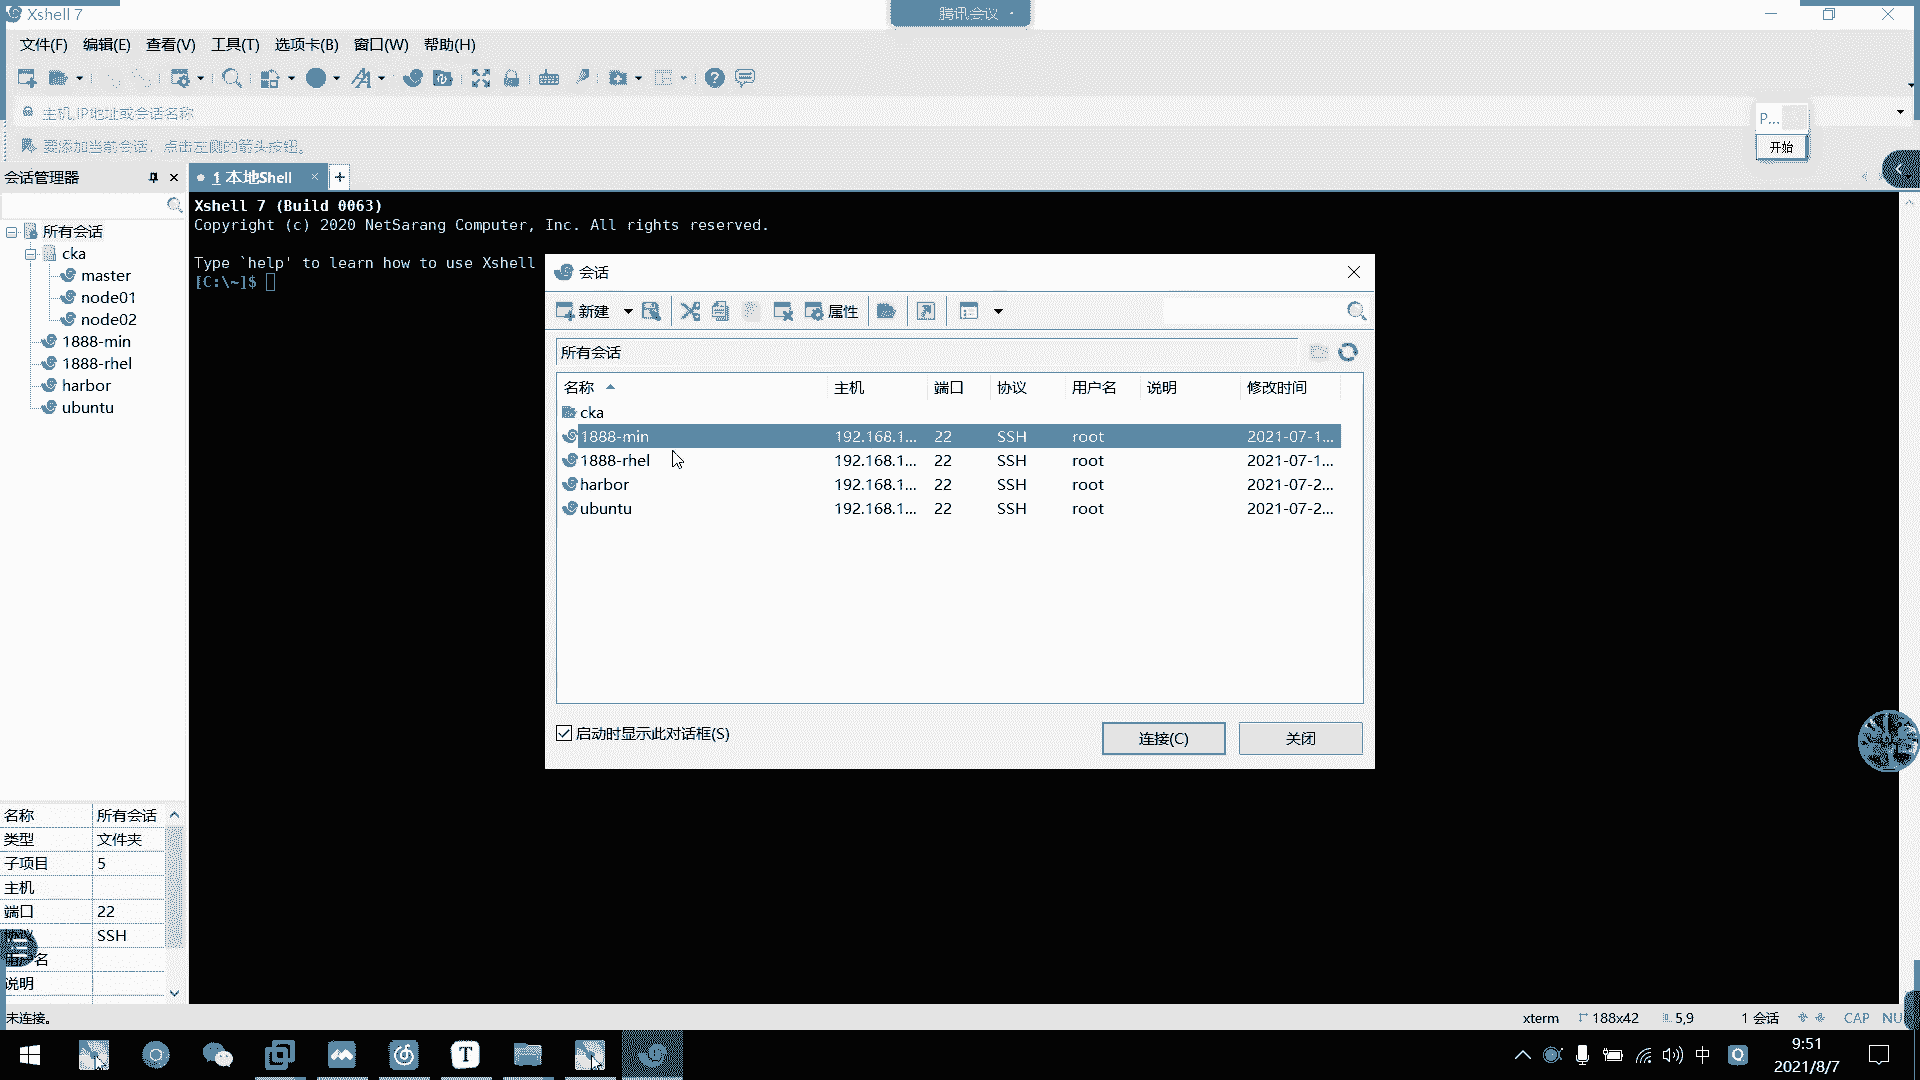 Xshell 7
腾讯会议
文件(F) 编辑(E) 查看(V) 工具(T) 选项卡(B) 窗口(W) 帮助(H)
主机,IP地址或会话名称
要添加当前会话，点击左侧的箭头按钮。
P...
开始
会话管理器
1 本地Shell
所有会话
cka
master
node01
node02
1888-min
1888-rhel
harbor
ubuntu
Xshell 7 (Build 0063)
Copyright (c) 2020 NetSarang Computer, Inc. All rights reserved.
Type `help' to learn how to use Xshell
[C:\~]$
会话
新建 属性
所有会话
名称 主机 端口 协议 用户名 说明 修改时间
cka
1888-min 192.168.1... 22 SSH root 2021-07-1...
1888-rhel 192.168.1... 22 SSH root 2021-07-1...
harbor 192.168.1... 22 SSH root 2021-07-2...
ubuntu 192.168.1... 22 SSH root 2021-07-2...
启动时显示此对话框(S)
连接(C) 关闭
名称 所有会话
类型 文件夹
子项目 5
主机
端口 22
SSH
名
说明
未连接。
xterm 188x42 5,9 1 会话 CAP NU
T
中
Q
9:51
2021/8/7